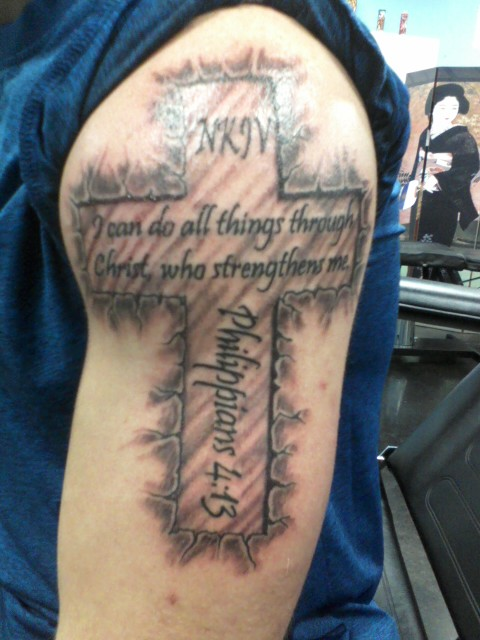 NKJV
I can do all things through
Christ, who strengthens me.
Philippians 4:13